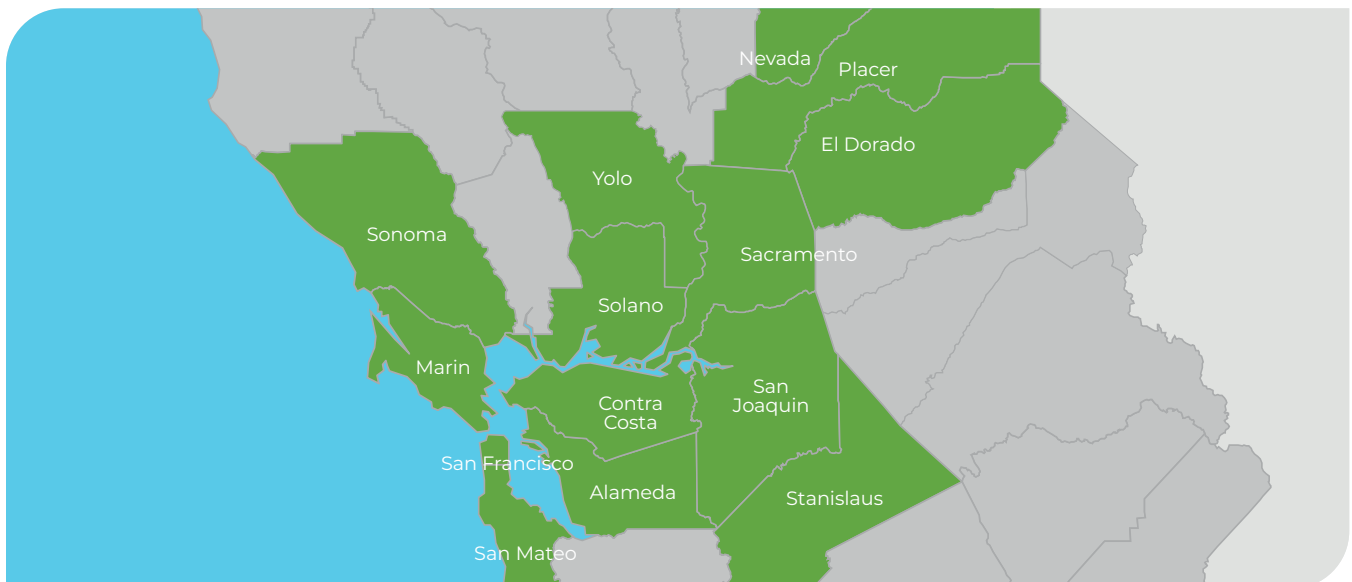 Nevada
Placer
El Dorado
Yolo
Sonoma
Sacramento
Solano
Marin
San
Joaquin
Contra
Costa
San Francisco
Alameda
Stanislaus
San Mateo